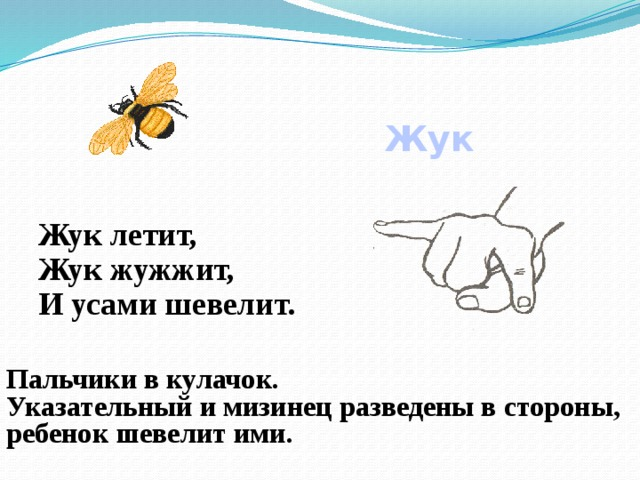 Жук
Жук летит,
Жук жужжит,
И усами шевелит.
Пальчики в кулачок.
Указательный и мизинец разведены в стороны,
ребенок шевелит ими.